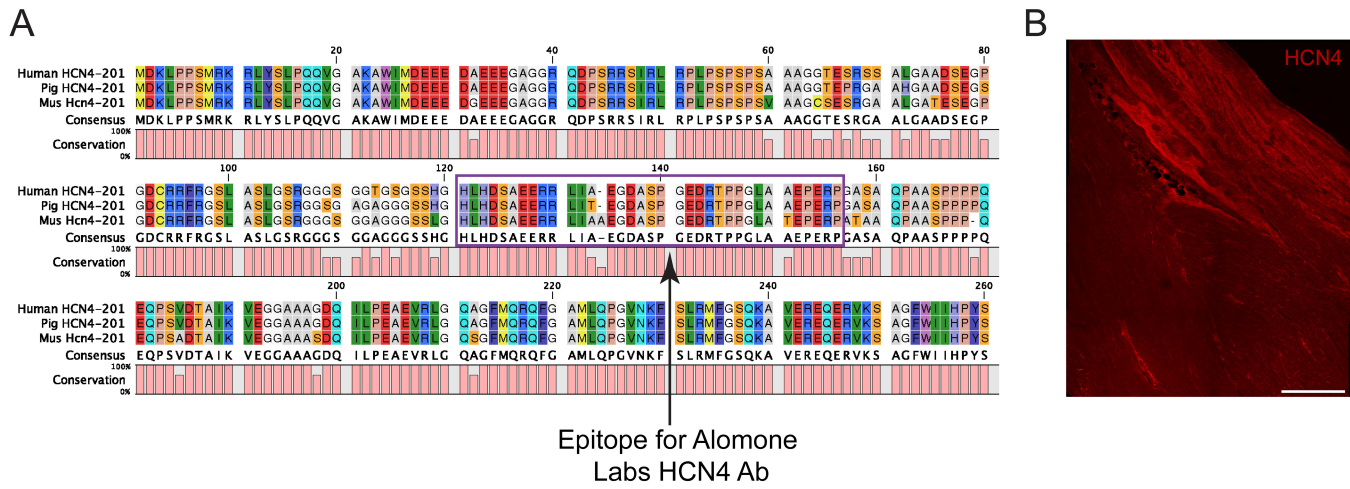 A
B
20 40 60 80
Human HCN4-201 MDKLPPSMRK RLYSLPQQVG AKAWIMDEEE DAEEEGAGGR QDPSRRSIRL RPLPSPSPSA AAGGTESRSS ALGAADSEGP
Pig HCN4-201 MDKLPPSMRK RLYSLPQQVG AKAWIMDEEE DAEEEGAGGR QDPSRRSIRL RPLPSPSPSA AAGGTEPRGA AHGAADSEGS
Mus Hcn4-201 MDKLPPSMRK RLYSLPQQVG AKAWIMDEEE DGEEEGAGGR QDPSRRSIRL RPLPSPSPSV AAGCSESRGA ALGATESEGP
Consensus MDKLPPSMRK RLYSLPQQVG AKAWIMDEEE DAEEEGAGGR QDPSRRSIRL RPLPSPSPSA AAGGTESRGA ALGAADSEGP
100%
Conservation
0%
100 120 140 160
Human HCN4-201 GDCRRFRGSL ASLGSRGGGS GGTGSGSSHG HLHDSAEERR LIA-EGDASP GEDRTPPGLA AEPERPGASA QPAASPPPPQ
Pig HCN4-201 GDCRRFRGSL ASLGSRGGSG AGAGGGSSHG HLHDSAEERR LIT-EGDASP GEDRTPPGLA AEPERPGASA QPAASPPPPQ
Mus Hcn4-201 GDCRRFRGSL ASLGSRGGGS GGAGGGSSLG HLHDSAEERR LIAAEGDASP GEDRTPPGLA TEPERPATAA QPAASPPP-Q
Consensus GDCRRFRGSL ASLGSRGGGS GGAGGGSSHG HLHDSAEERR LIA-EGDASP GEDRTPPGLA AEPERPGASA QPAASPPPPQ
100%
Conservation
0%
200 220 240 260
Human HCN4-201 EQPSVDTAIK VEGGAAAGDQ ILPEAEVRLG QAGFMQRQFG AMLQPGVNKF SLRMFGSQKA VEREQERVKS AGFWIIHPYS
Pig HCN4-201 EQPSVDTAIK VEGGAAAGDQ ILPEAEVRLG QAGFMQRQFG AMLQPGVNKF SLRMFGSQKA VEREQERVKS AGFWIIHPYS
Mus Hcn4-201 EQPSADTAIK VEGGAAASDQ ILPEAEVRLG QSGFMQRQFG AMLQPGVNKF SLRMFGSQKA VEREQERVKS AGFWIIHPYS
Consensus EQPSVDTAIK VEGGAAAGDQ ILPEAEVRLG QAGFMQRQFG AMLQPGVNKF SLRMFGSQKA VEREQERVKS AGFWIIHPYS
100%
Conservation
0%
Epitope for Alomone
Labs HCN4 Ab
HCN4